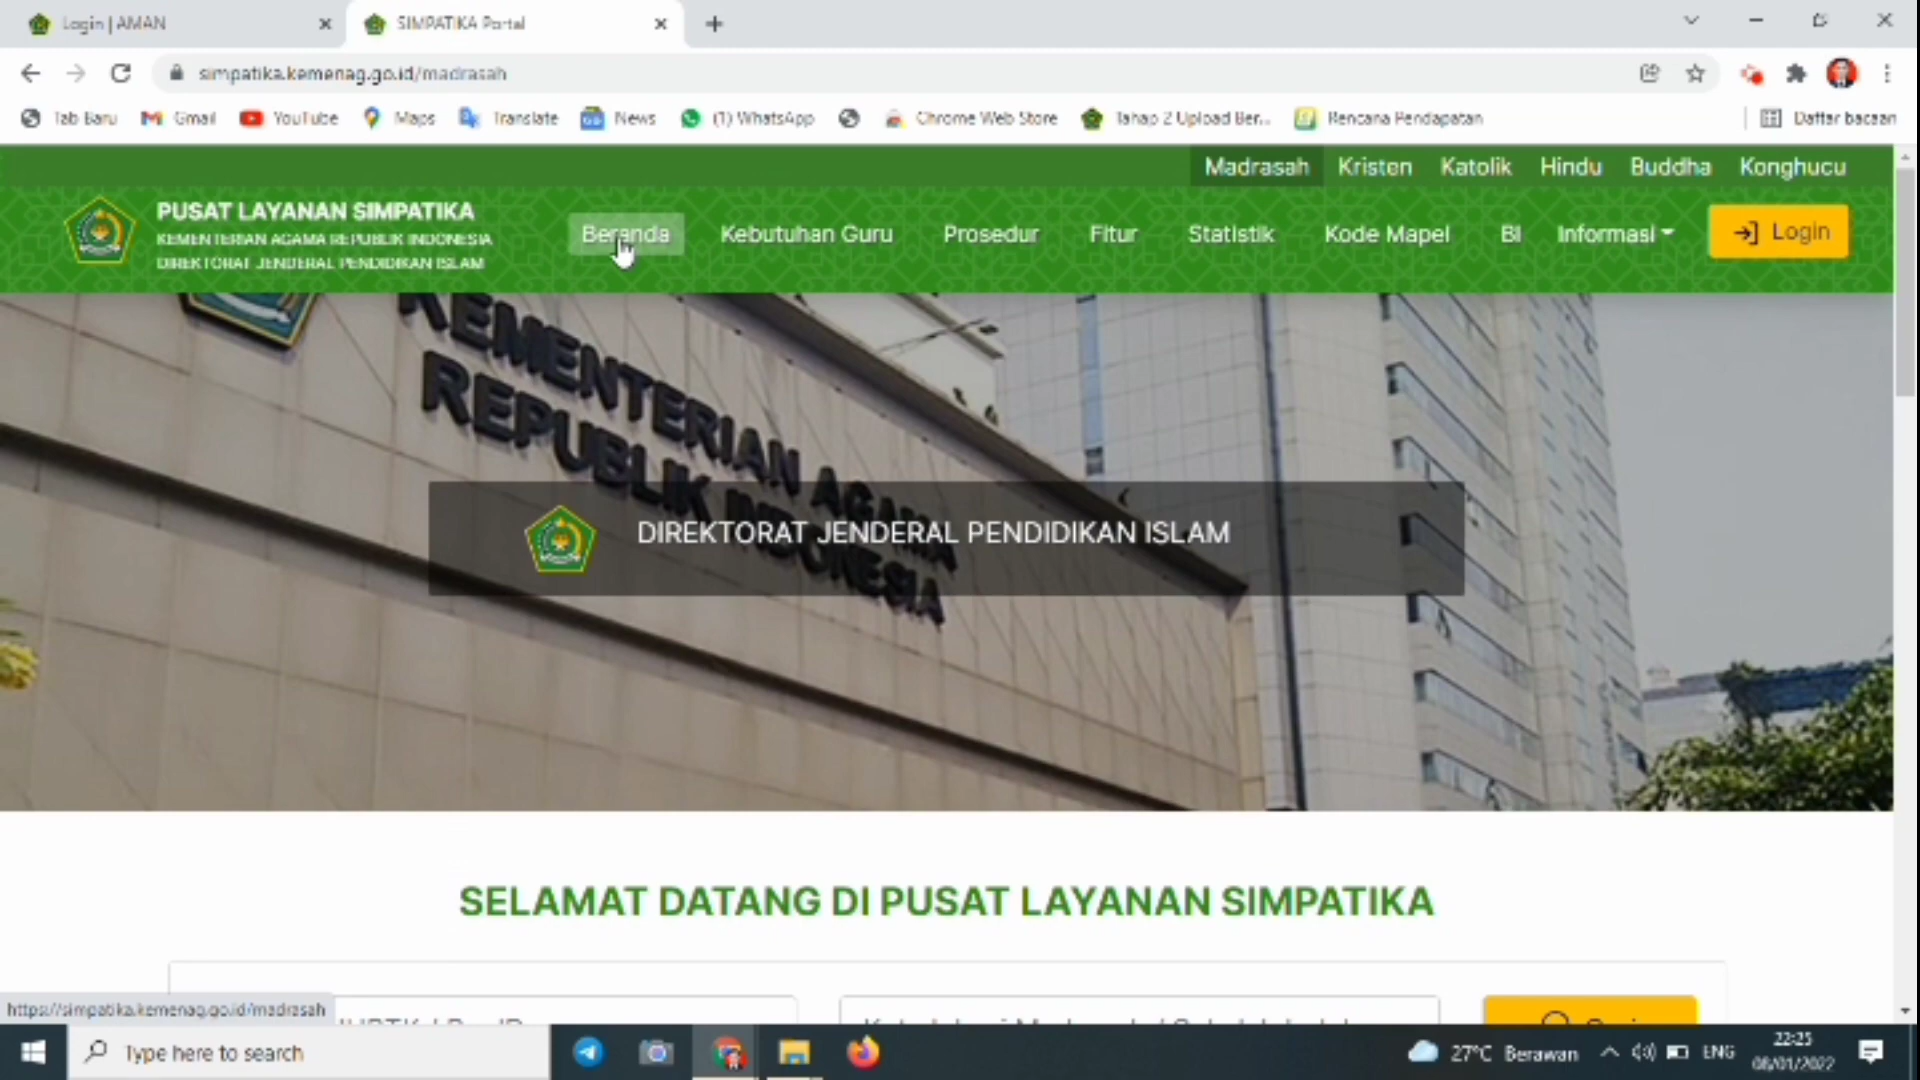 Login | AMAN
SIMPATIKA Portal
simpatika.kemenag.go.id/madrasah
Tab Baru
Gmail
YouTube
Maps
Translate
News
(1) WhatsApp
Chrome Web Store
Tahap 2 Upload Ber...
Rencana Pendapatan
Daftar bacaan
Madrasah
Kristen
Katolik
Hindu
Buddha
Konghucu
PUSAT LAYANAN SIMPATIKA
KEMENTERIAN AGAMA REPUBLIK INDONESIA
DIREKTORAT JENDERAL PENDIDIKAN ISLAM
Beranda
Kebutuhan Guru
Prosedur
Fitur
Statistik
Kode Mapel
BI
Informasi
Login
KEMENTERIAN AGAMA
REPUBLIK INDONESIA
DIREKTORAT JENDERAL PENDIDIKAN ISLAM
SELAMAT DATANG DI PUSAT LAYANAN SIMPATIKA
https://simpatika.kemenag.go.id/madrasah
Type here to search
27°C Berawan
ENG
22:25
08/01/2022